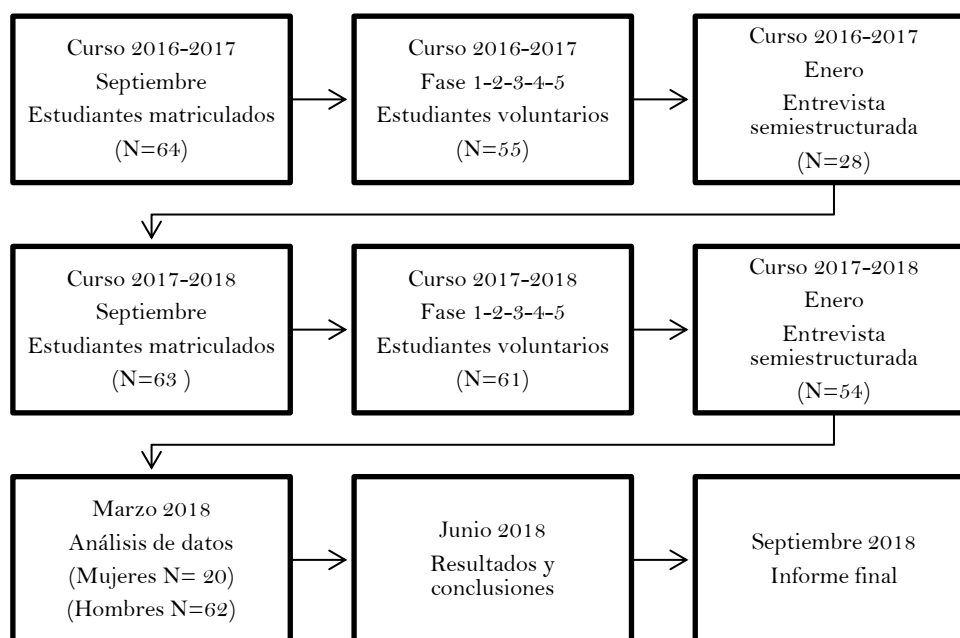 Curso 2016-2017
Septiembre
Estudiantes matriculados
(N=64)
Curso 2016-2017
Fase 1-2-3-4-5
Estudiantes voluntarios
(N=55)
Curso 2016-2017
Enero
Entrevista
semiestructurada
(N=28)
Curso 2017-2018
Septiembre
Estudiantes matriculados
(N=63 )
Curso 2017-2018
Fase 1-2-3-4-5
Estudiantes voluntarios
(N=61)
Curso 2017-2018
Enero
Entrevista
semiestructurada
(N=54)
Marzo 2018
Análisis de datos
(Mujeres N= 20)
(Hombres N=62)
Junio 2018
Resultados y
conclusiones
Septiembre 2018
Informe final